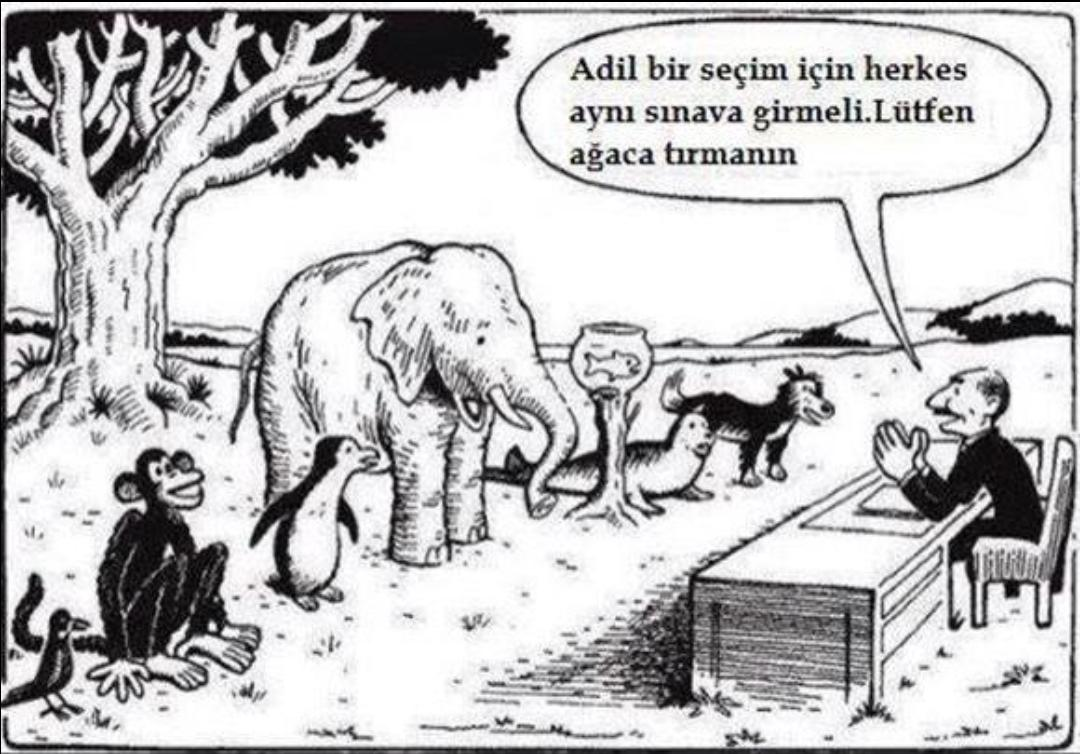 Adil bir seçim için herkes
aynı sınava girmeli.Lütfen
ağaca tırmanın